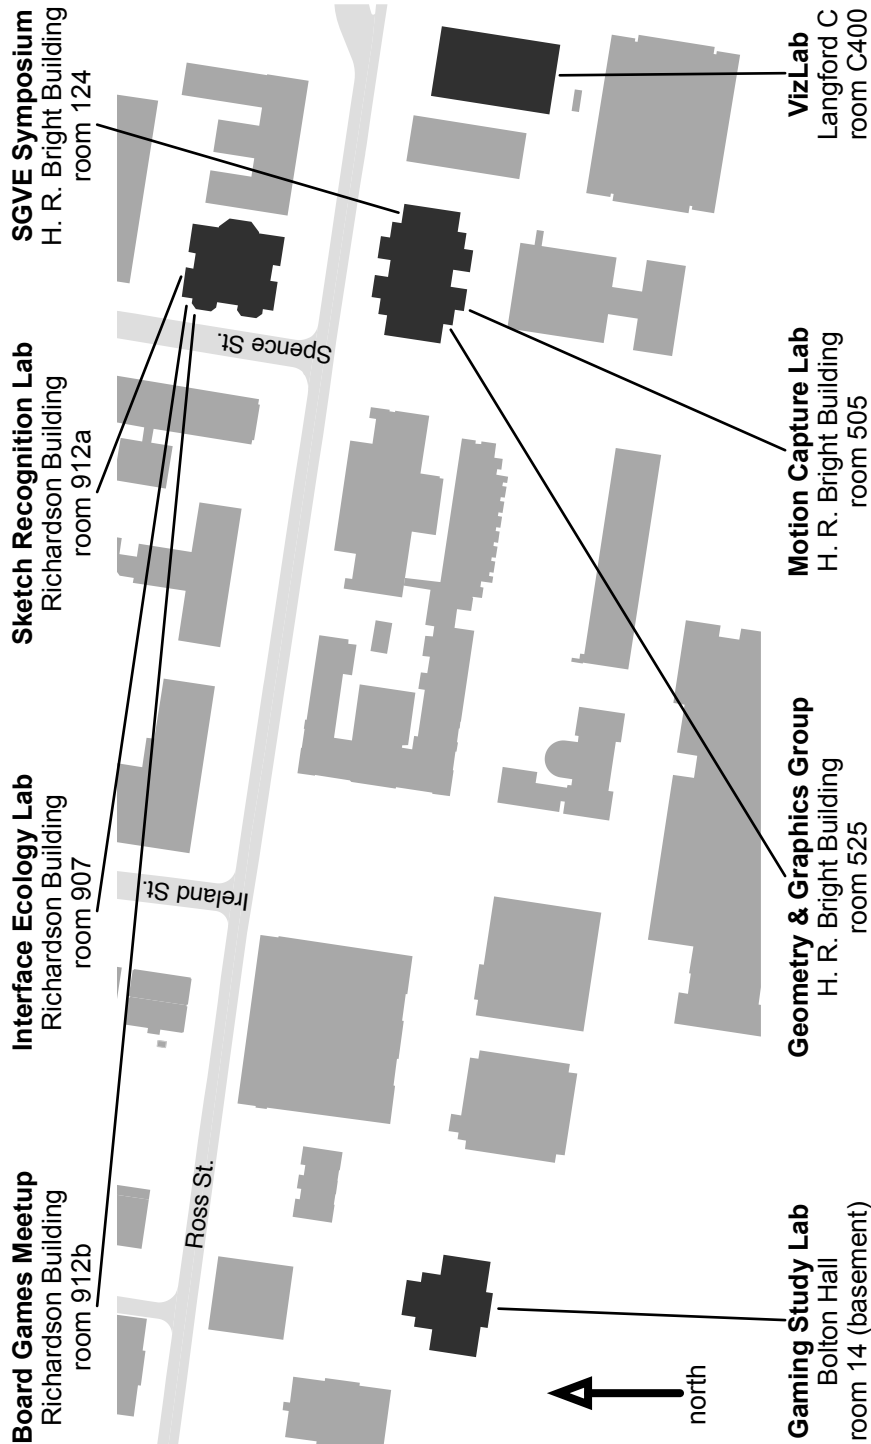 Board Games Meetup
Richardson Building
room 912b
Interface Ecology Lab
Richardson Building
room 907
Sketch Recognition Lab
Richardson Building
room 912a
SGVE Symposium
H. R. Bright Building
room 124
Ross St.
Ireland St.
Spence St.
north
Gaming Study Lab
Bolton Hall
room 14 (basement)
Geometry & Graphics Group
H. R. Bright Building
room 525
Motion Capture Lab
H. R. Bright Building
room 505
VizLab
Langford C
room C400